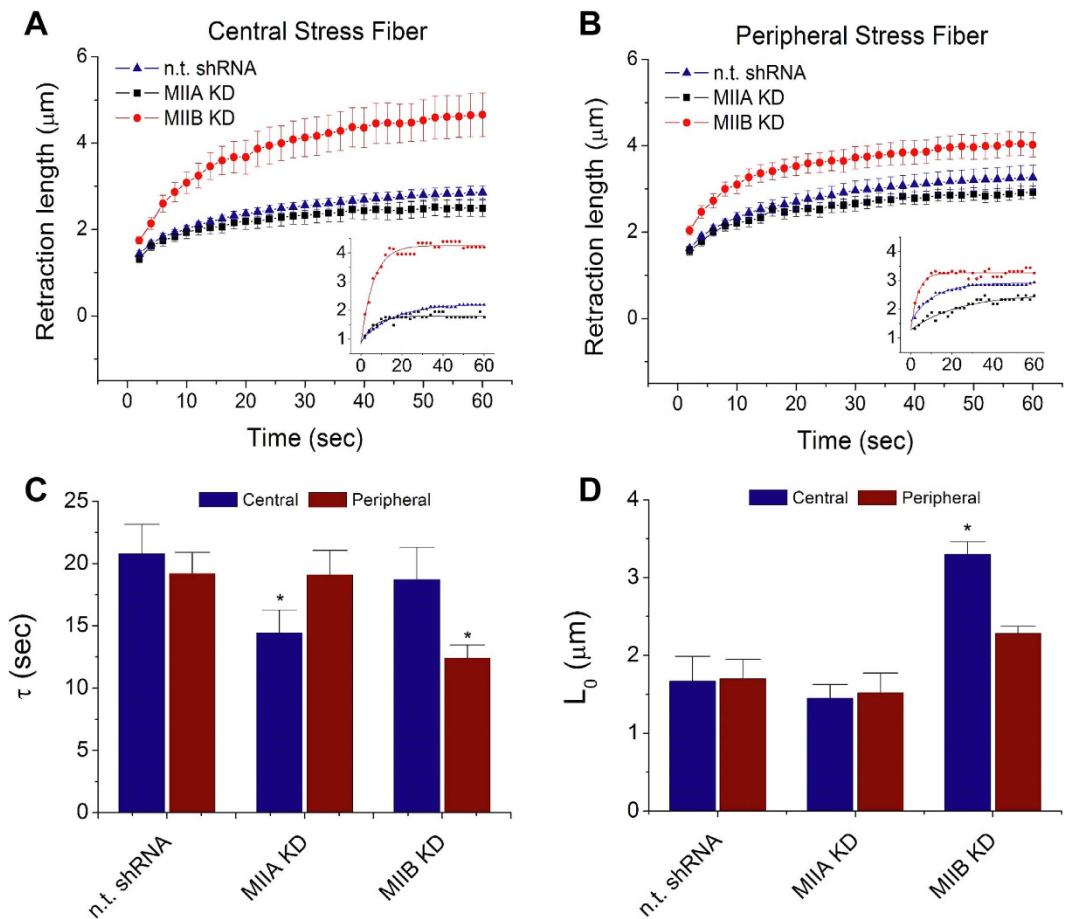 A
Central Stress Fiber
n.t. shRNA
MIIA KD
MIIB KD
Retraction length (μm)
6
4
2
0
4
3
2
1
0 20 40 60
0 10 20 30 40 50 60
Time (sec)
B
Peripheral Stress Fiber
n.t. shRNA
MIIA KD
MIIB KD
Retraction length (μm)
6
4
2
0
4
3
2
1
0 20 40 60
0 10 20 30 40 50 60
Time (sec)
C
Central Peripheral
τ (sec)
25
20
15
10
5
0
*
*
n.t. shRNA
MIIA KD
MIIB KD
D
Central Peripheral
L₀ (μm)
4
3
2
1
0
*
n.t. shRNA
MIIA KD
MIIB KD